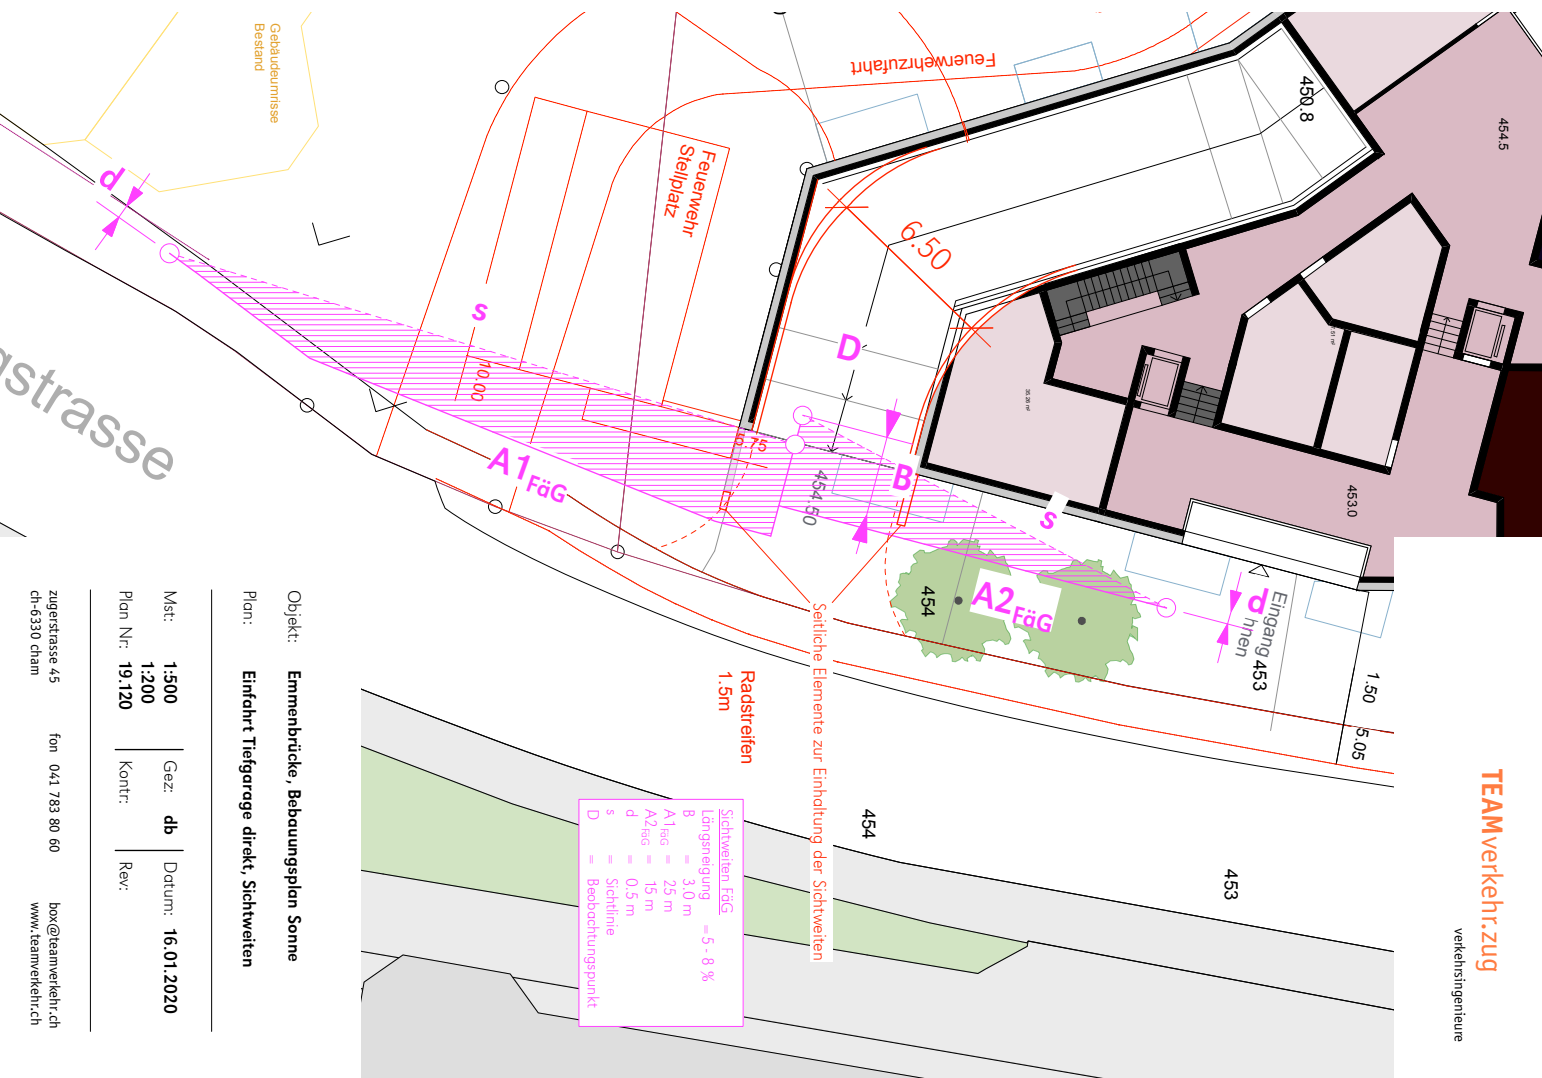 Gebäudeumrisse
Bestand
Feuerwehrzufahrt
Feuerwehr
Stellplatz
450.8
454.5
6.50
d
s
D
10.00
5.75
B
A1FäG
454.50
s
A2FäG
454
d
Eingang
453
453.0
1.50
5.05
gstrasse
Radstreifen
1.5m
Seitliche Elemente zur Einhaltung der Sichtweiten
454
453
Sichtweiten FäG
Längsneigung = 5 - 8 %
B = 3.0 m
A1FäG = 25 m
A2FäG = 15 m
d = 0.5 m
s = Sichtlinie
D = Beobachtungspunkt
Objekt: Emmenbrücke, Bebauungsplan Sonne
Plan: Einfahrt Tiefgarage direkt, Sichtweiten
Mst: 1:500 Gez: db Datum: 16.01.2020
1:200
Plan Nr: 19.120 Kontr: Rev:
zugerstrasse 45 fon 041 783 80 60 box@teamverkehr.ch
ch-6330 cham www.teamverkehr.ch
TEAMverkehr.zug
verkehrsingenieure